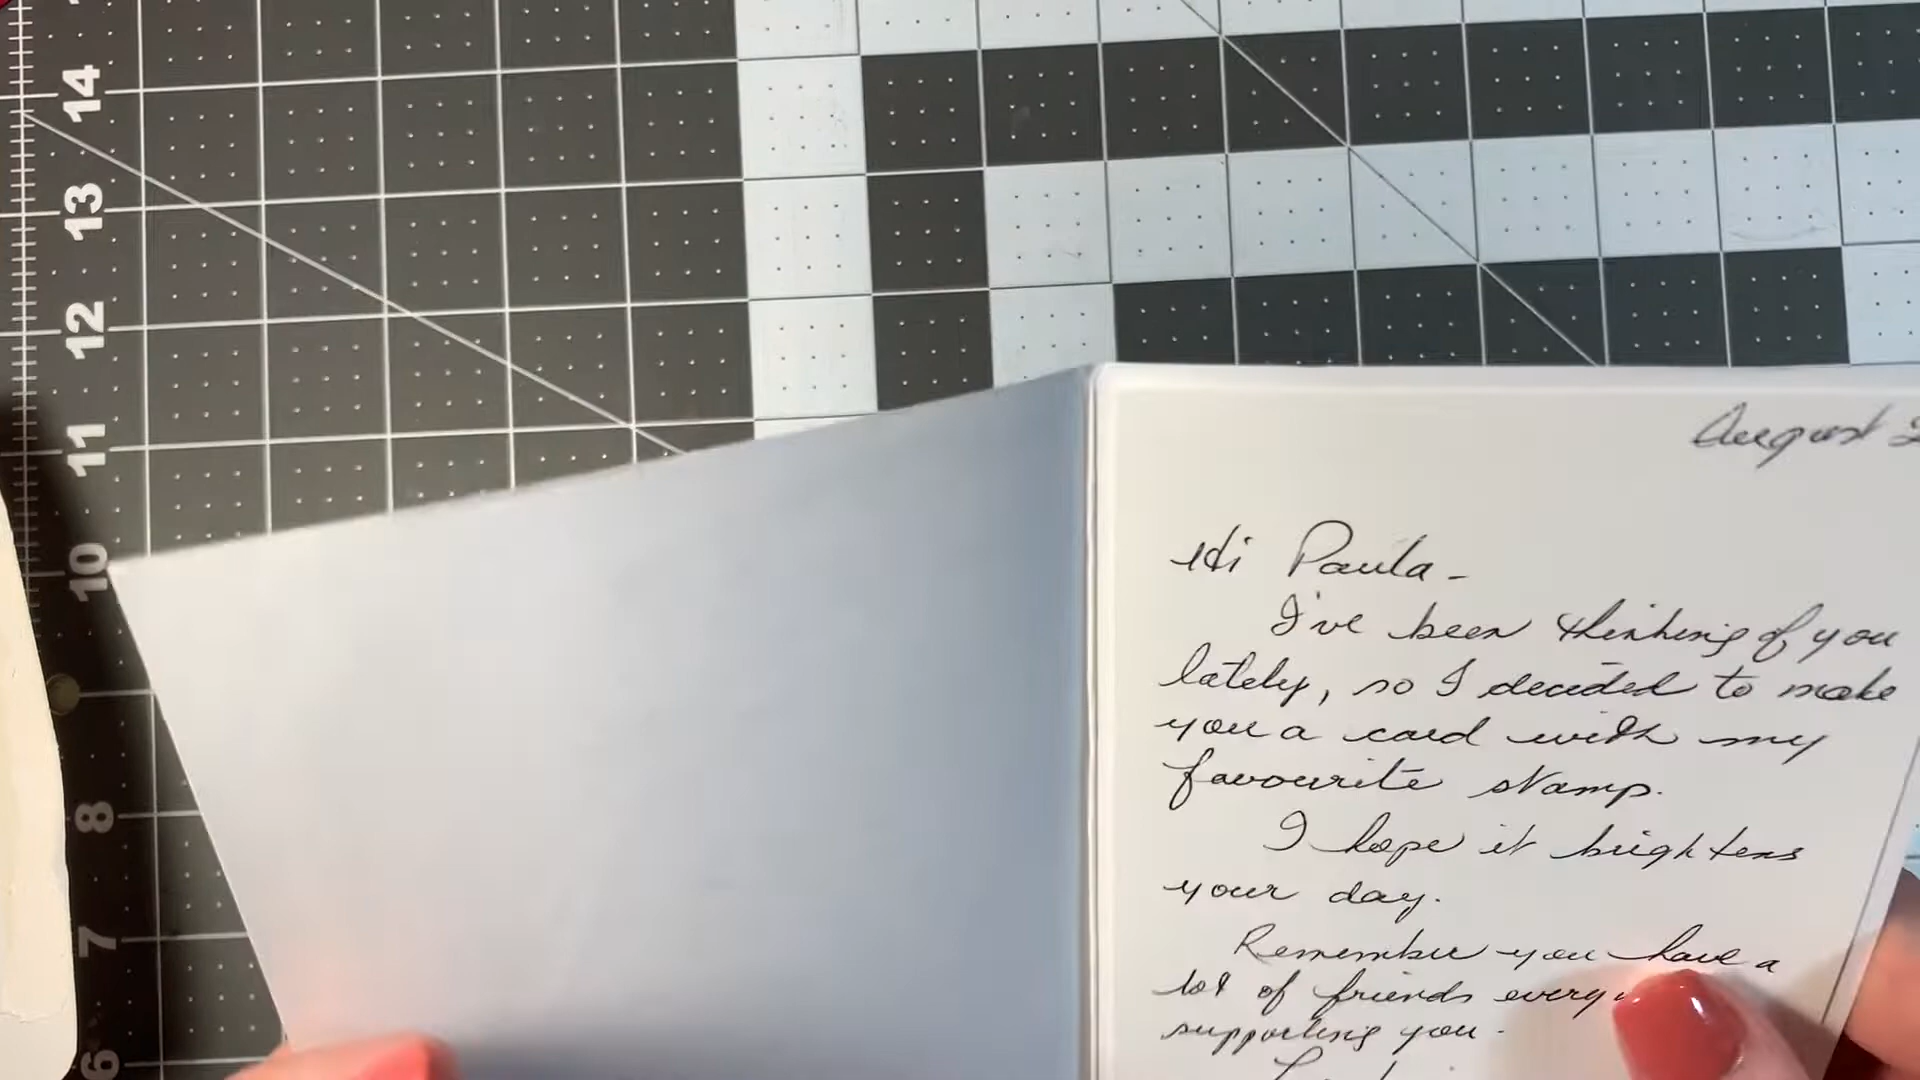 14
13
12
11
10
8
7
6
August
Hi Paula -
I've been thinking of you
lately, so I decided to make
you a card with my
favourite stamp.
I hope it brightens
your day.
Remember you have a
lot of friends
supporting you.